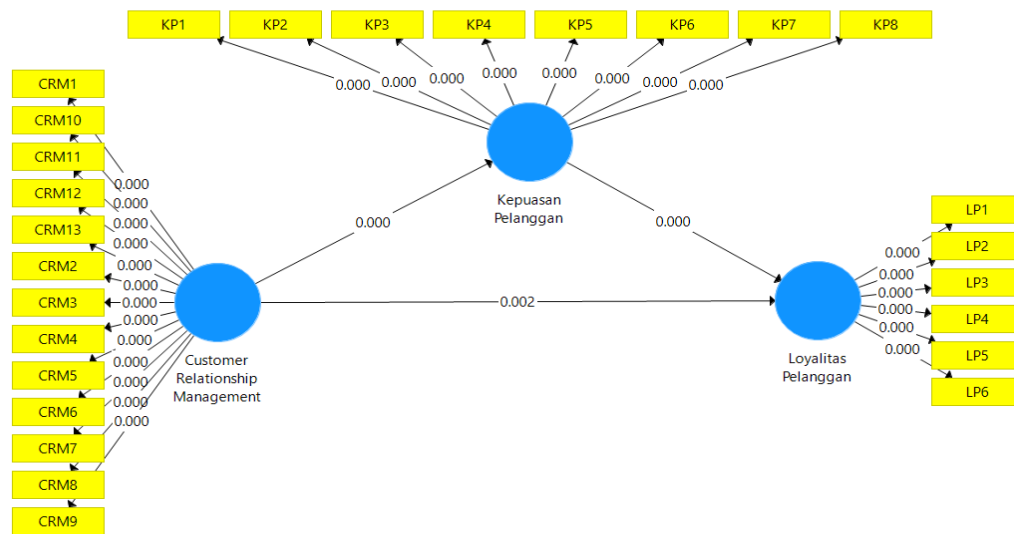 KP1 KP2 KP3 KP4 KP5 KP6 KP7 KP8
0.000 0.000 0.000 0.000 0.000 0.000 0.000 0.000
Kepuasan
Pelanggan
CRM1
CRM10
CRM11
CRM12
CRM13
CRM2
CRM3
CRM4
CRM5
CRM6
CRM7
CRM8
CRM9
0.000
0.000
0.000
0.000
0.000
0.000
0.000
0.000
0.000
0.000
0.000
0.000
0.000
Customer
Relationship
Management
0.000
0.000
0.002
Loyalitas
Pelanggan
0.000
0.000
0.000
0.000
0.000
0.000
LP1
LP2
LP3
LP4
LP5
LP6